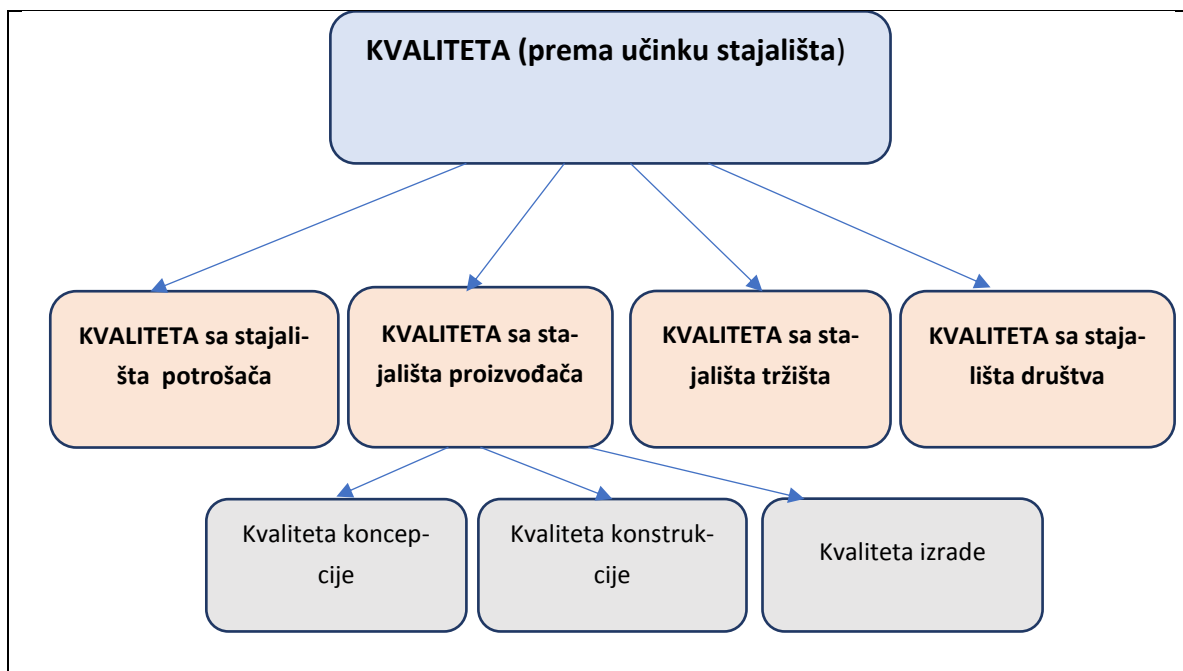 KVALITETA (prema učinku stajališta)
KVALITETA sa stajali-
šta potrošača
KVALITETA sa sta-
jališta proizvođača
KVALITETA sa sta-
jališta tržišta
KVALITETA sa staja-
lišta društva
Kvaliteta koncep-
cije
Kvaliteta konstruk-
cije
Kvaliteta izrade